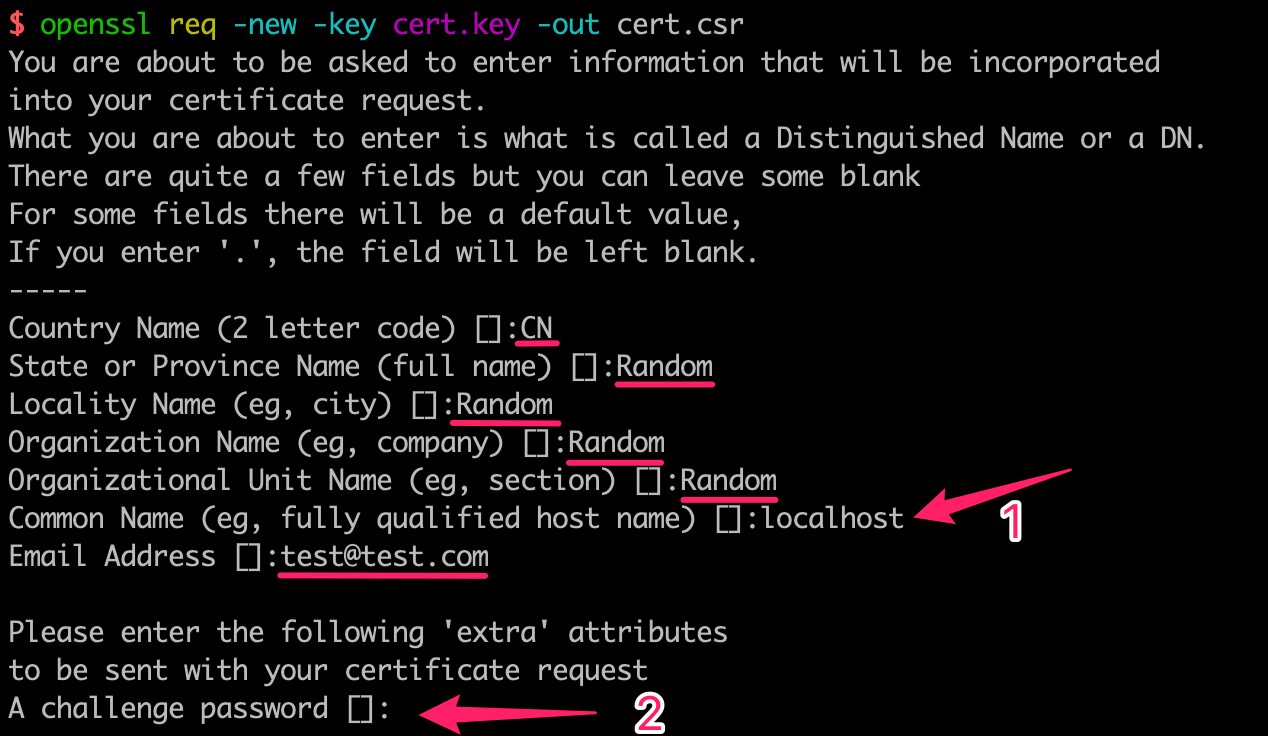 $ openssl req -new -key cert.key -out cert.csr
You are about to be asked to enter information that will be incorporated
into your certificate request.
What you are about to enter is what is called a Distinguished Name or a DN.
There are quite a few fields but you can leave some blank
For some fields there will be a default value,
If you enter '.', the field will be left blank.
-----
Country Name (2 letter code) []:CN
State or Province Name (full name) []:Random
Locality Name (eg, city) []:Random
Organization Name (eg, company) []:Random
Organizational Unit Name (eg, section) []:Random
Common Name (eg, fully qualified host name) []:localhost 1
Email Address []:test@test.com
Please enter the following 'extra' attributes
to be sent with your certificate request
A challenge password []: 2